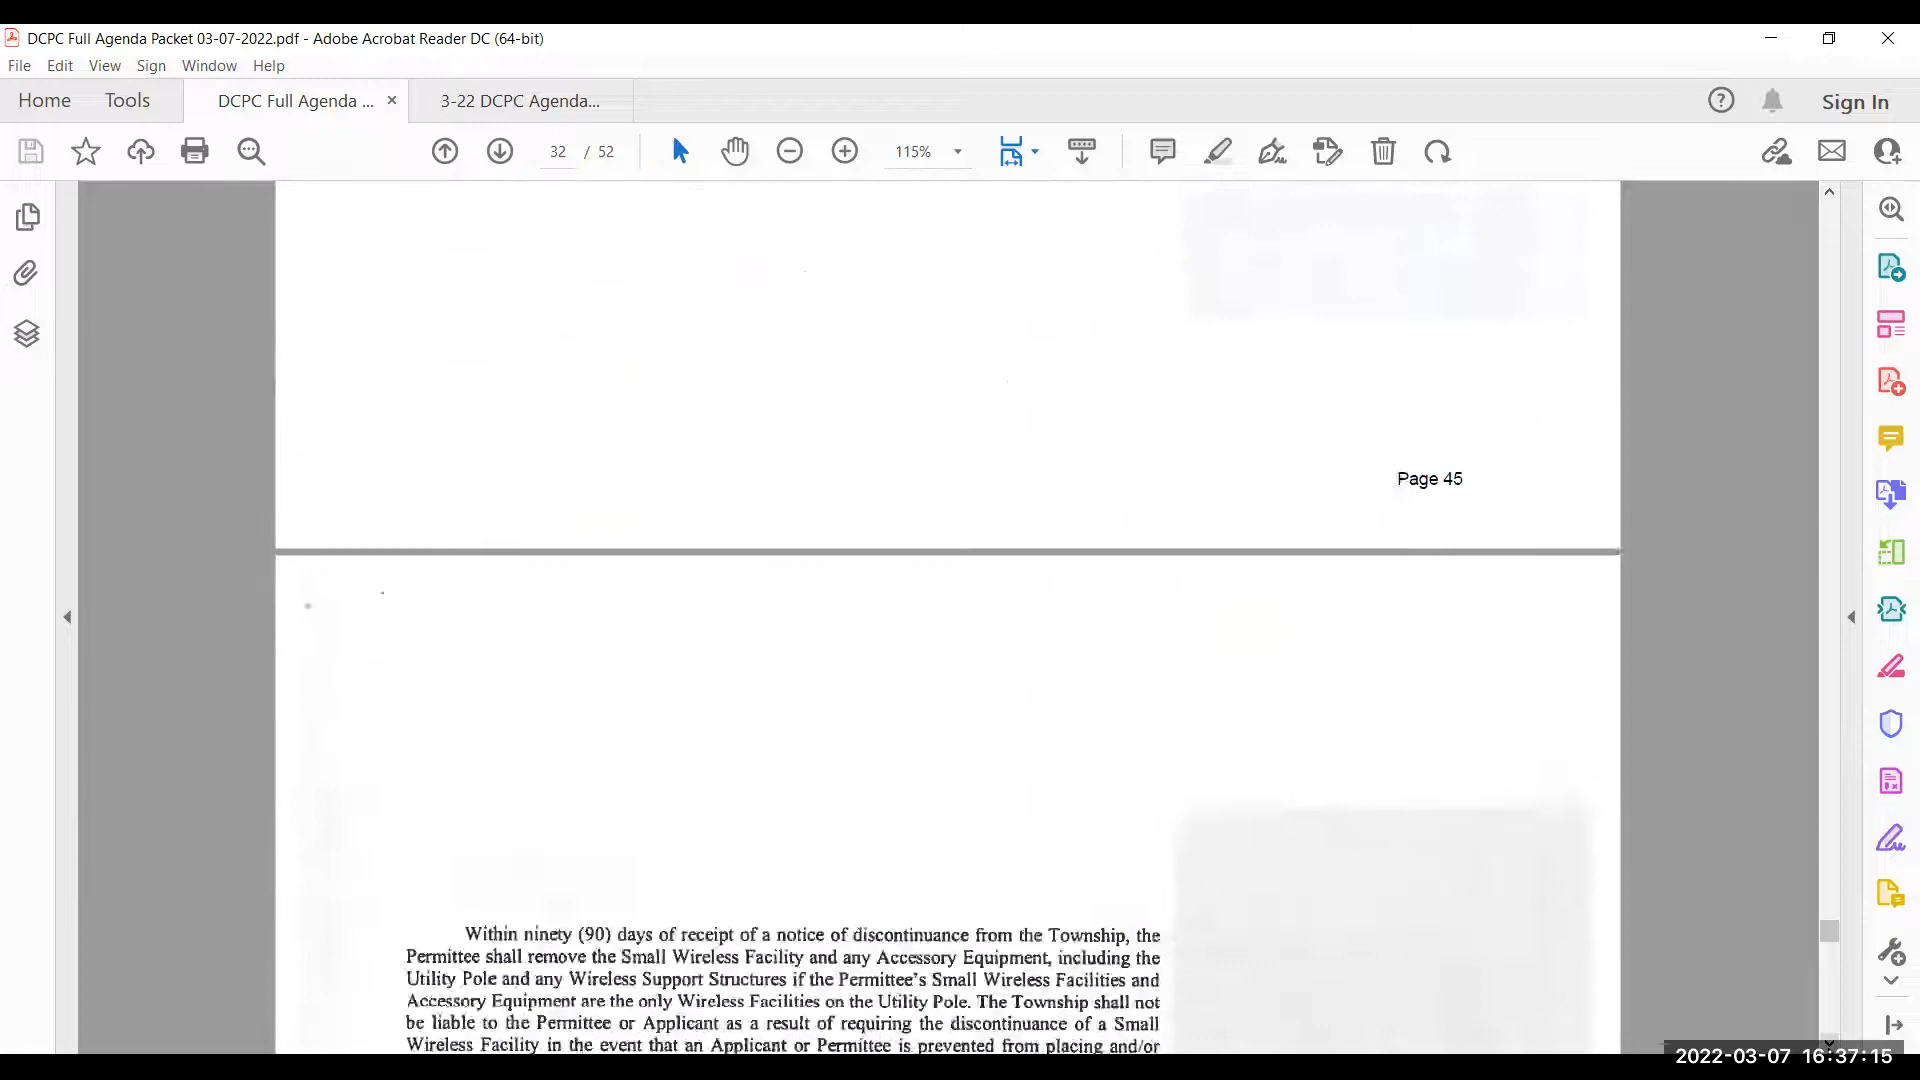 DCPC Full Agenda Packet 03-07-2022.pdf - Adobe Acrobat Reader DC (64-bit)
File Edit View Sign Window Help
Home Tools DCPC Full Agenda ... × 3-22 DCPC Agenda... Sign In
32 / 52 115%
Page 45
Within ninety (90) days of receipt of a notice of discontinuance from the Township, the
Permittee shall remove the Small Wireless Facility and any Accessory Equipment, including the
Utility Pole and any Wireless Support Structures if the Permittee's Small Wireless Facilities and
Accessory Equipment are the only Wireless Facilities on the Utility Pole. The Township shall not
be liable to the Permittee or Applicant as a result of requiring the discontinuance of a Small
Wireless Facility in the event that an Applicant or Permittee is prevented from placing and/or
2022-03-07 16:37:15